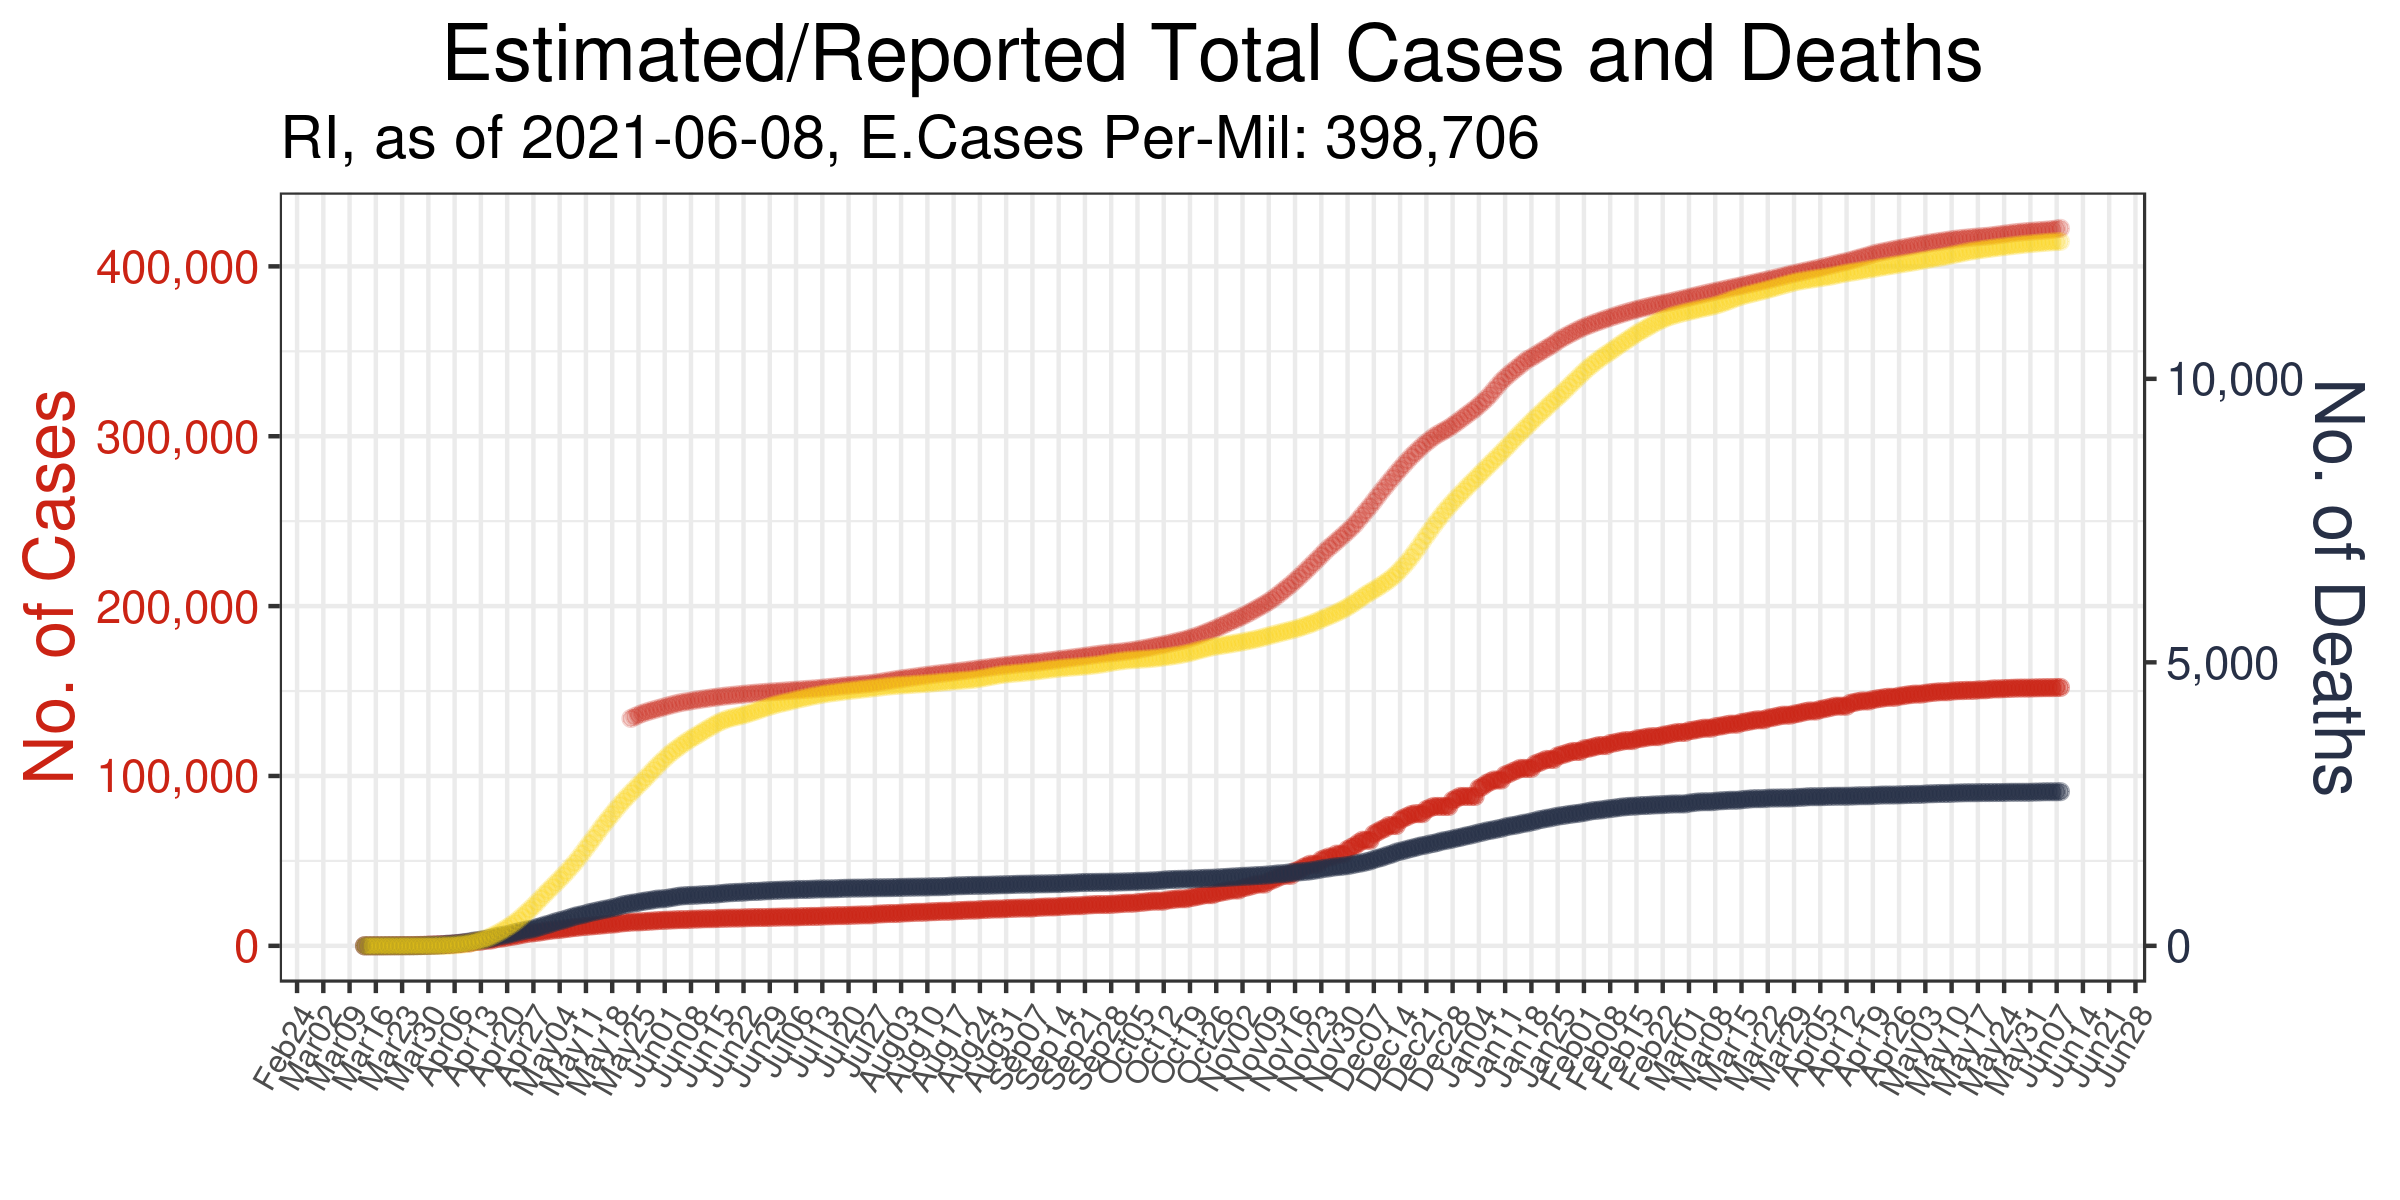 Estimated/Reported Total Cases and Deaths
RI, as of 2021-06-08, E.Cases Per-Mil: 398,706
No. of Cases
400,000
300,000
200,000
100,000
0
10,000
5,000
0
No. of Deaths
Feb24
Mar02
Mar09
Mar16
Mar23
Mar30
Apr06
Apr13
Apr20
Apr27
May04
May11
May18
May25
Jun01
Jun08
Jun15
Jun22
Jun29
Jul06
Jul13
Jul20
Jul27
Aug03
Aug10
Aug17
Aug24
Aug31
Sep07
Sep14
Sep21
Sep28
Oct05
Oct12
Oct19
Oct26
Nov02
Nov09
Nov16
Nov23
Nov30
Dec07
Dec14
Dec21
Dec28
Jan04
Jan11
Jan18
Jan25
Feb01
Feb08
Feb15
Feb22
Mar01
Mar08
Mar15
Mar22
Mar29
Apr05
Apr12
Apr19
Apr26
May03
May10
May17
May24
May31
Jun07
Jun14
Jun21
Jun28